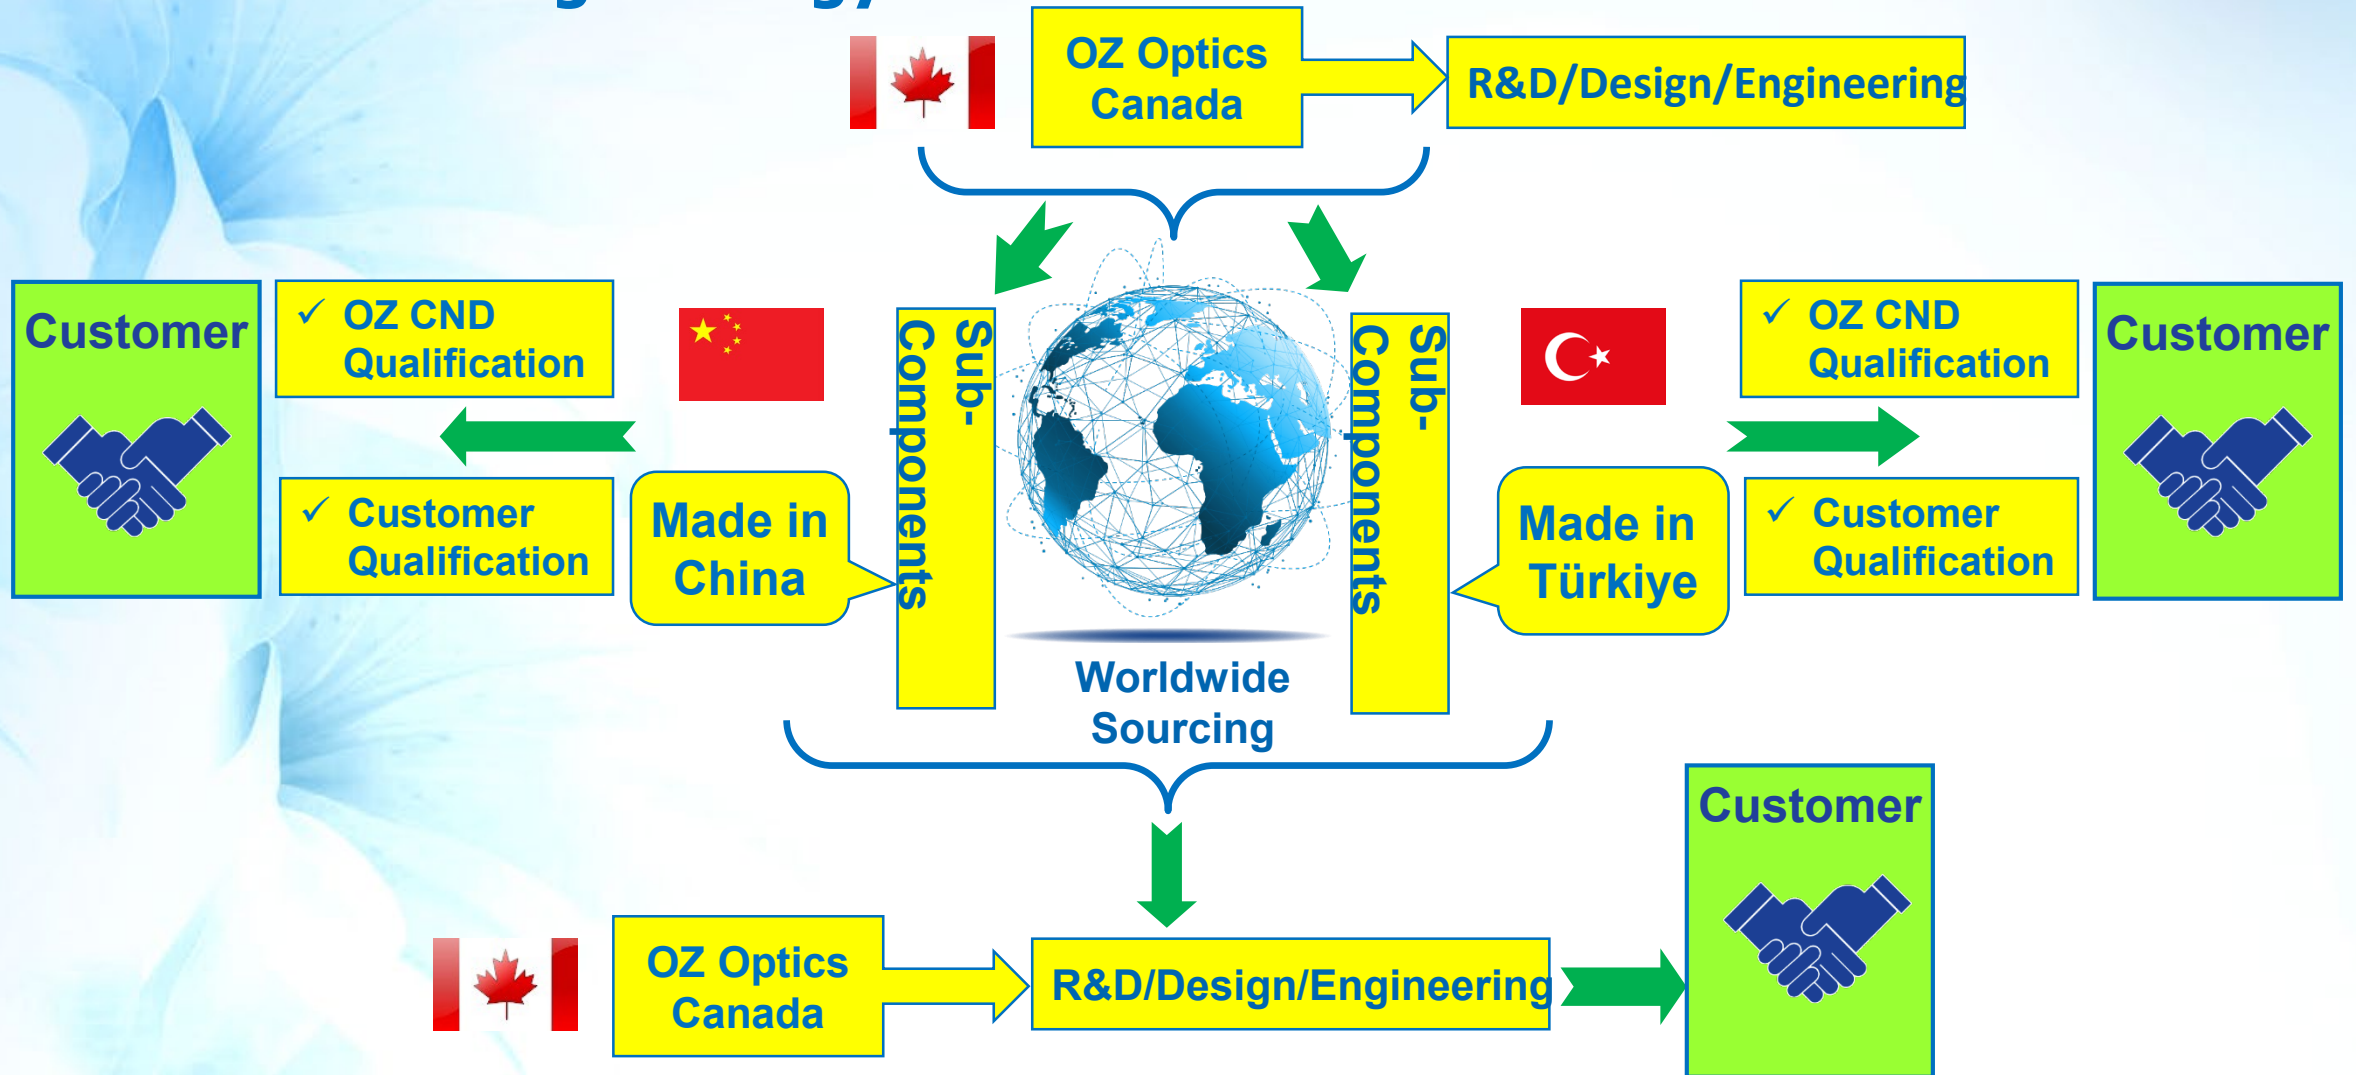 OZ Optics
Canada
R&D/Design/Engineering
Customer
✓ OZ CND
Qualification
✓ Customer
Qualification
Made in
China
Sub-
Components
Worldwide
Sourcing
Sub-
Components
Made in
Türkiye
✓ OZ CND
Qualification
✓ Customer
Qualification
Customer
OZ Optics
Canada
R&D/Design/Engineering
Customer